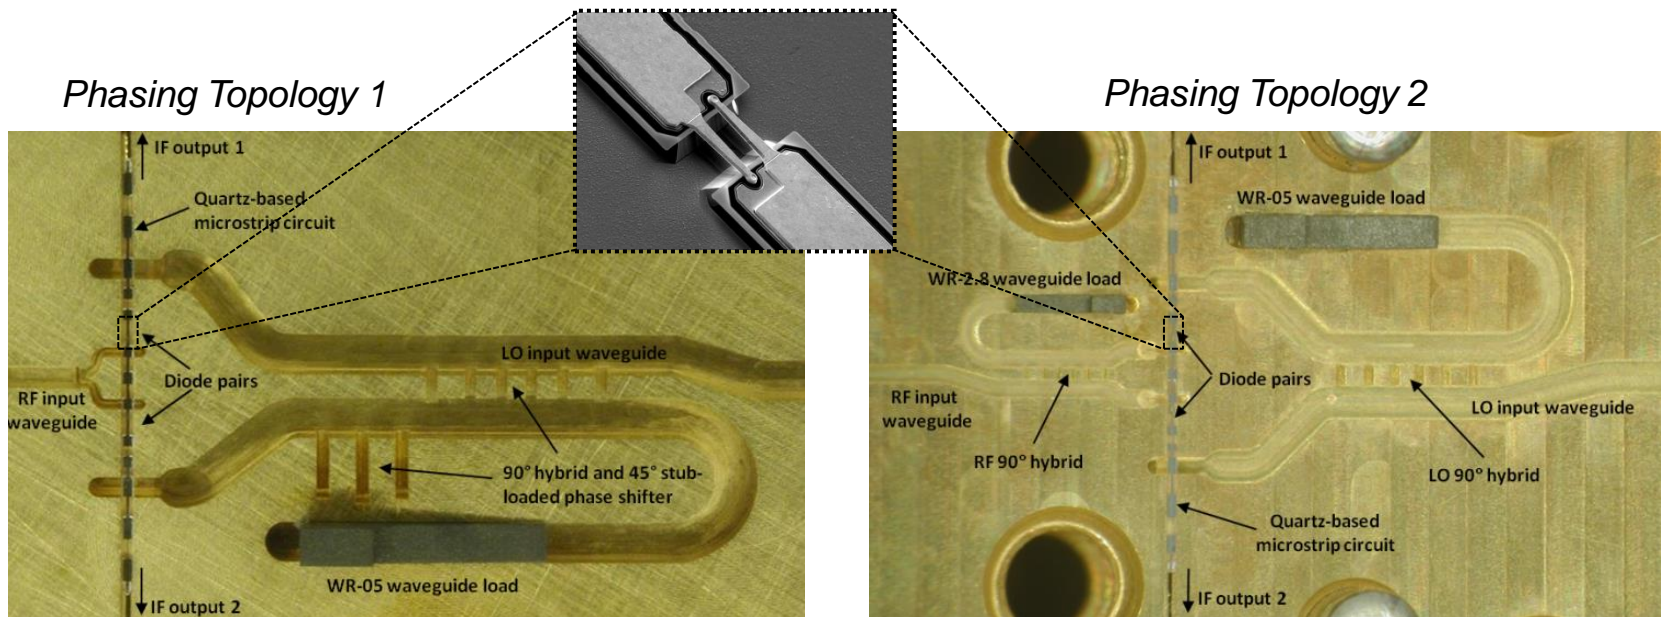 Phasing Topology 1
IF output 1
Quartz-based
microstrip circuit
LO input waveguide
Diode pairs
RF input
waveguide
90° hybrid and 45° stub-
loaded phase shifter
WR-05 waveguide load
IF output 2
Phasing Topology 2
IF output 1
WR-05 waveguide load
WR-2.8 waveguide load
Diode pairs
RF input
waveguide
LO input waveguide
RF 90° hybrid
LO 90° hybrid
Quartz-based
microstrip circuit
IF output 2